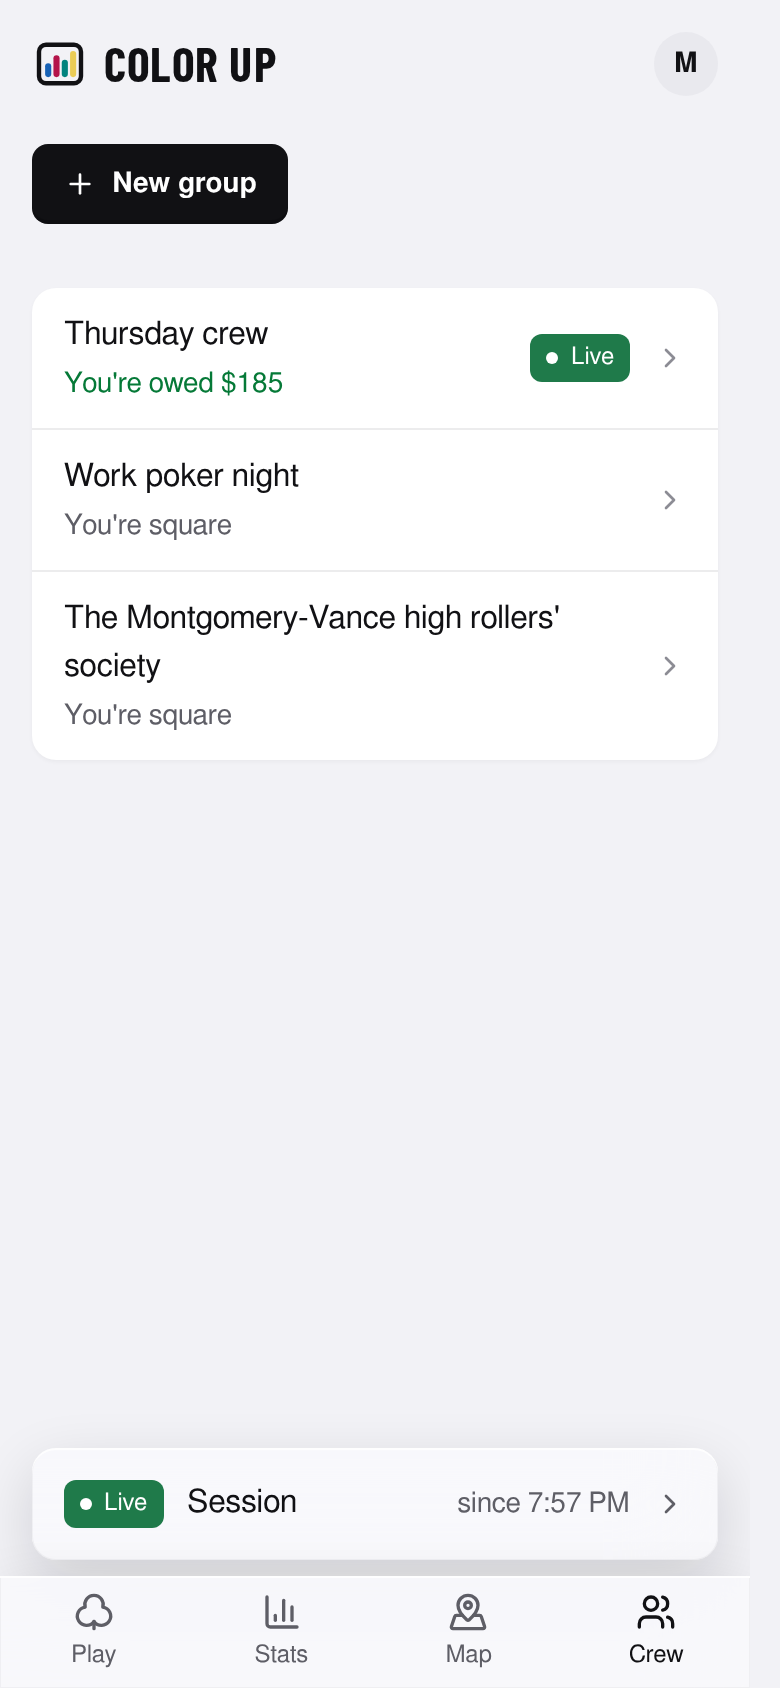 COLOR UP
M
New group
Thursday crew
You're owed $185
Live
Work poker night
You're square
The Montgomery-Vance high rollers'
society
You're square
Live Session since 7:57 PM
Play Stats Map Crew